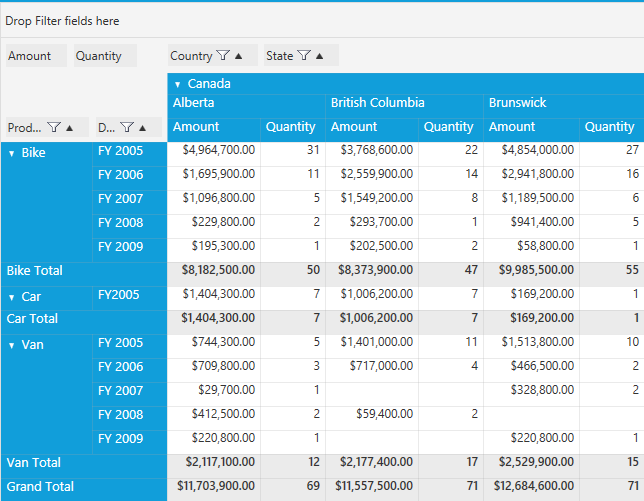 Drop Filter fields here
Amount Quantity Country State
Canada
Alberta British Columbia Brunswick
Prod... D... Amount Quantity Amount Quantity Amount Quantity
Bike FY 2005 $4,964,700.00 31 $3,768,600.00 22 $4,854,000.00 27
FY 2006 $1,695,900.00 11 $2,559,900.00 14 $2,941,800.00 16
FY 2007 $1,096,800.00 5 $1,549,200.00 8 $1,189,500.00 6
FY 2008 $229,800.00 2 $293,700.00 1 $941,400.00 5
FY 2009 $195,300.00 1 $202,500.00 2 $58,800.00 1
Bike Total $8,182,500.00 50 $8,373,900.00 47 $9,985,500.00 55
Car FY2005 $1,404,300.00 7 $1,006,200.00 7 $169,200.00 1
Car Total $1,404,300.00 7 $1,006,200.00 7 $169,200.00 1
Van FY 2005 $744,300.00 5 $1,401,000.00 11 $1,513,800.00 10
FY 2006 $709,800.00 3 $717,000.00 4 $466,500.00 2
FY 2007 $29,700.00 1 $328,800.00 2
FY 2008 $412,500.00 2 $59,400.00 2
FY 2009 $220,800.00 1 $220,800.00 1
Van Total $2,117,100.00 12 $2,177,400.00 17 $2,529,900.00 15
Grand Total $11,703,900.00 69 $11,557,500.00 71 $12,684,600.00 71